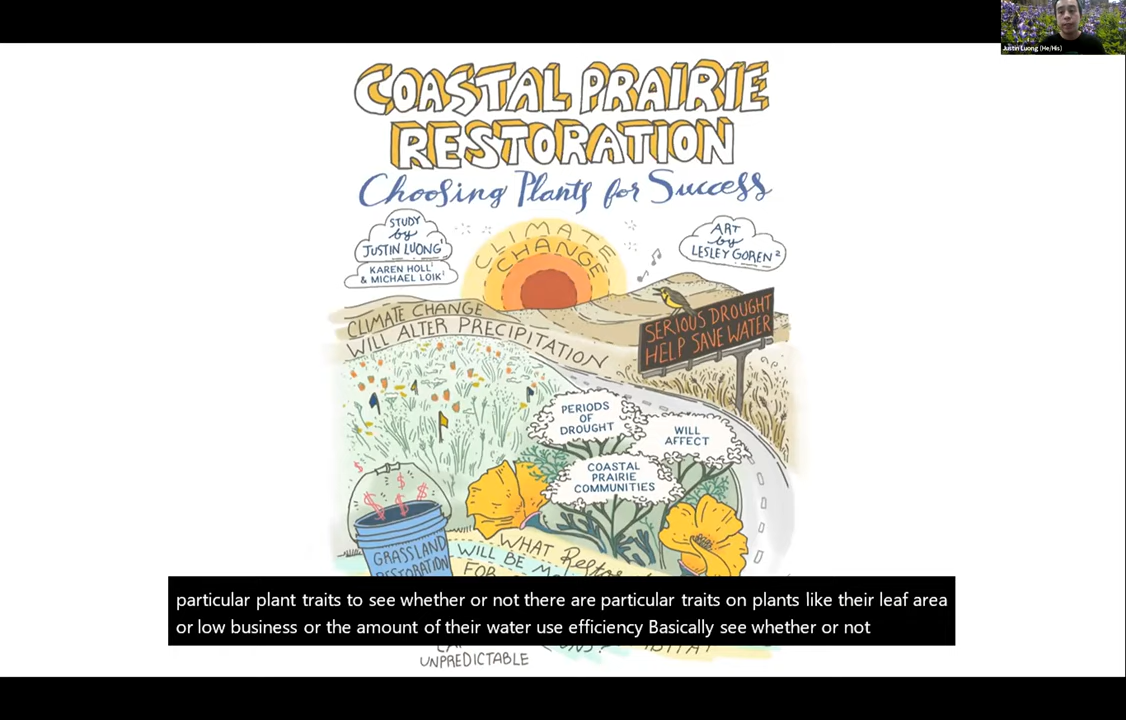 Justin Luong (He/His)
COASTAL PRAIRIE
RESTORATION
Choosing Plants for Success
STUDY
by
JUSTIN LUONG¹
KAREN HOLL¹
& MICHAEL LOIK¹
ART
by
LESLEY GOREN²
CLIMATE
CHANGE
CLIMATE CHANGE
WILL ALTER PRECIPITATION
SERIOUS DROUGHT
HELP SAVE WATER
PERIODS
OF
DROUGHT
WILL
AFFECT
COASTAL
PRAIRIE
COMMUNITIES
$
$
$
$
$
GRASSLAND
RESTORATION
WHAT
WILL BE
FOR
particular plant traits to see whether or not there are particular traits on plants like their leaf area
or low business or the amount of their water use efficiency Basically see whether or not
UNPREDICTABLE